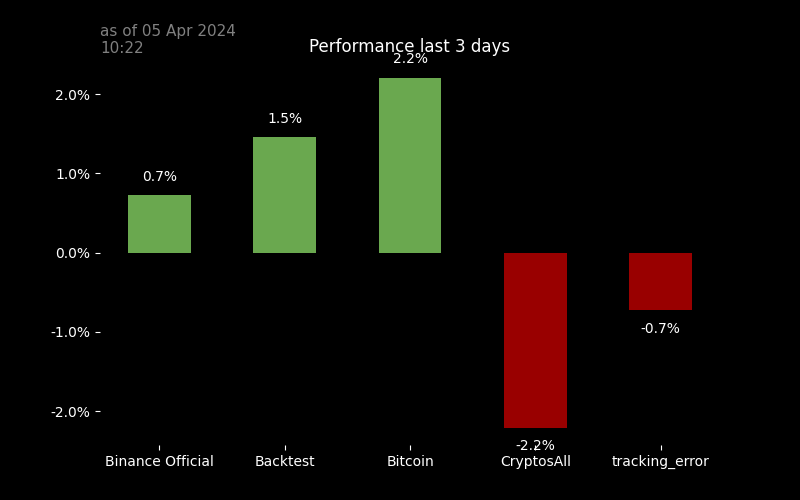 as of 05 Apr 2024
10:22
Performance last 3 days
2.2%
2.0%
1.5%
1.0%
0.7%
0.0%
-1.0%
-0.7%
-2.0%
-2.2%
Binance Official
Backtest
Bitcoin
CryptosAll
tracking_error